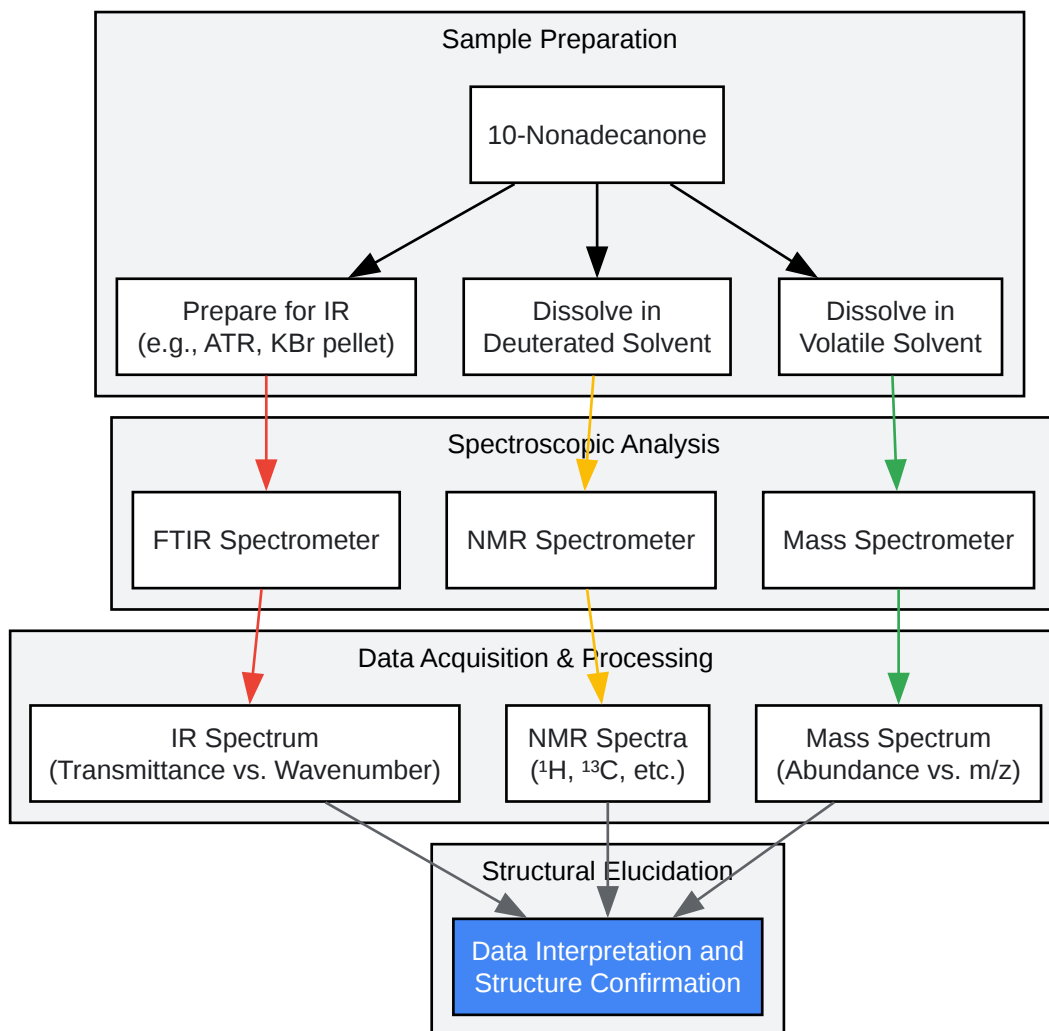 Sample Preparation
10-Nonadecanone
Prepare for IR
(e.g., ATR, KBr pellet)
Dissolve in
Deuterated Solvent
Dissolve in
Volatile Solvent
Spectroscopic Analysis
FTIR Spectrometer
NMR Spectrometer
Mass Spectrometer
Data Acquisition & Processing
IR Spectrum
(Transmittance vs. Wavenumber)
NMR Spectra
(¹H, ¹³C, etc.)
Mass Spectrum
(Abundance vs. m/z)
Structural Elucidation
Data Interpretation and
Structure Confirmation